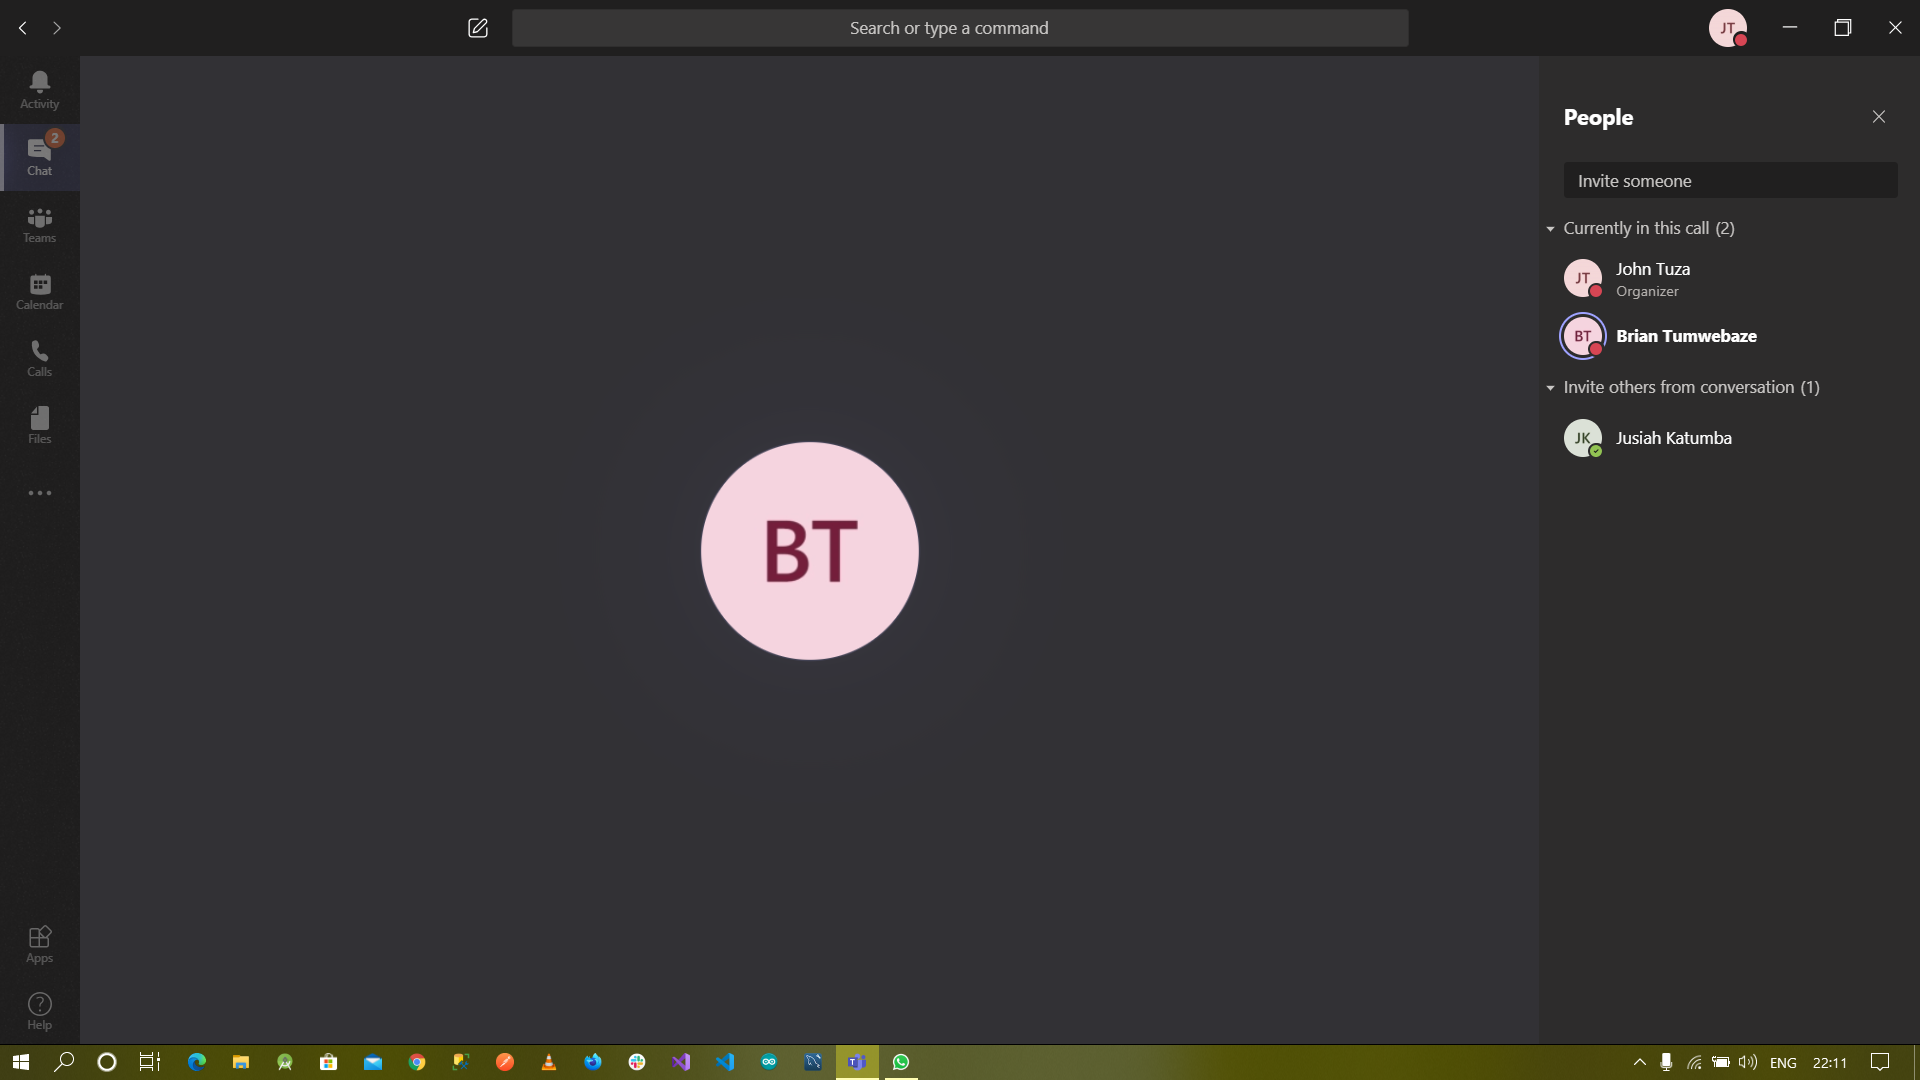 Search or type a command
JT
Activity
2
Chat
Teams
Calendar
Calls
Files
Apps
Help
BT
People
Invite someone
Currently in this call (2)
JT
John Tuza
Organizer
BT
Brian Tumwebaze
Invite others from conversation (1)
JK
Jusiah Katumba
ENG
22:11